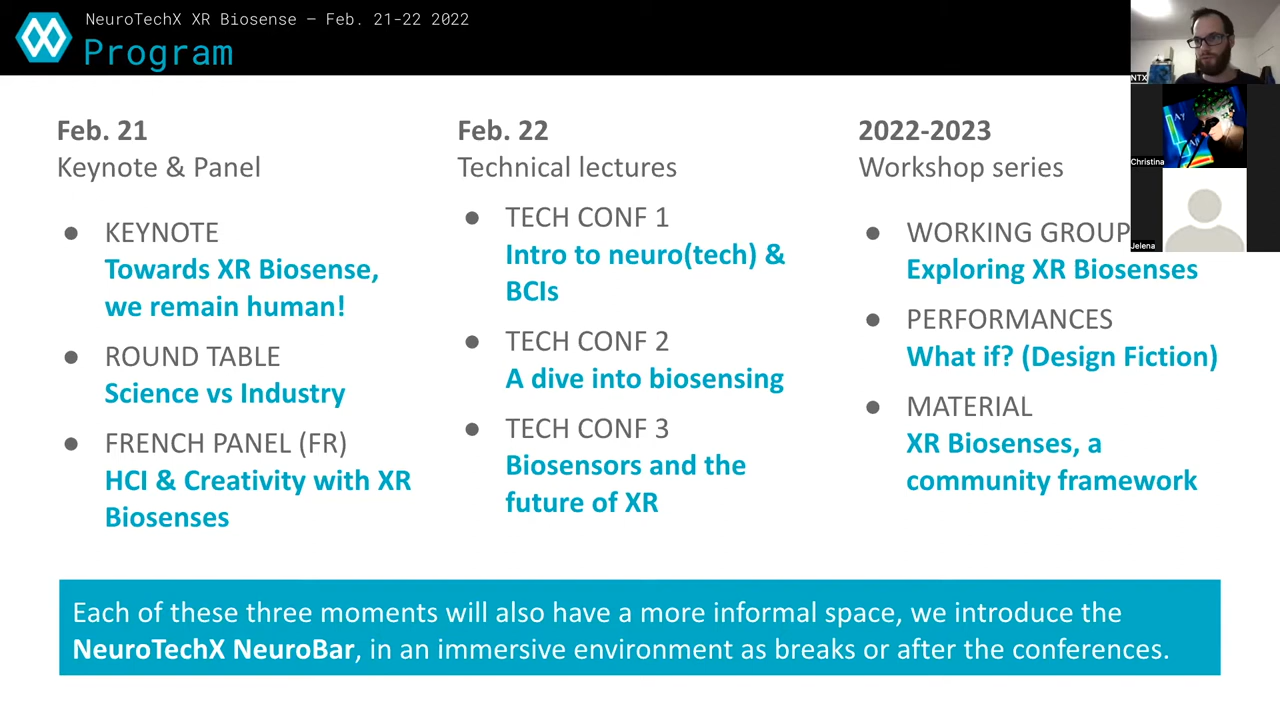 NeuroTechX XR Biosense – Feb. 21-22 2022
Program
Feb. 21
Keynote & Panel
● KEYNOTE
Towards XR Biosense,
we remain human!
● ROUND TABLE
Science vs Industry
● FRENCH PANEL (FR)
HCI & Creativity with XR
Biosenses
Feb. 22
Technical lectures
● TECH CONF 1
Intro to neuro(tech) &
BCIs
● TECH CONF 2
A dive into biosensing
● TECH CONF 3
Biosensors and the
future of XR
2022-2023
Workshop series
● WORKING GROUP
Exploring XR Biosenses
● PERFORMANCES
What if? (Design Fiction)
● MATERIAL
XR Biosenses, a
community framework
Each of these three moments will also have a more informal space, we introduce the
NeuroTechX NeuroBar, in an immersive environment as breaks or after the conferences.
NTX
Christina
Jelena